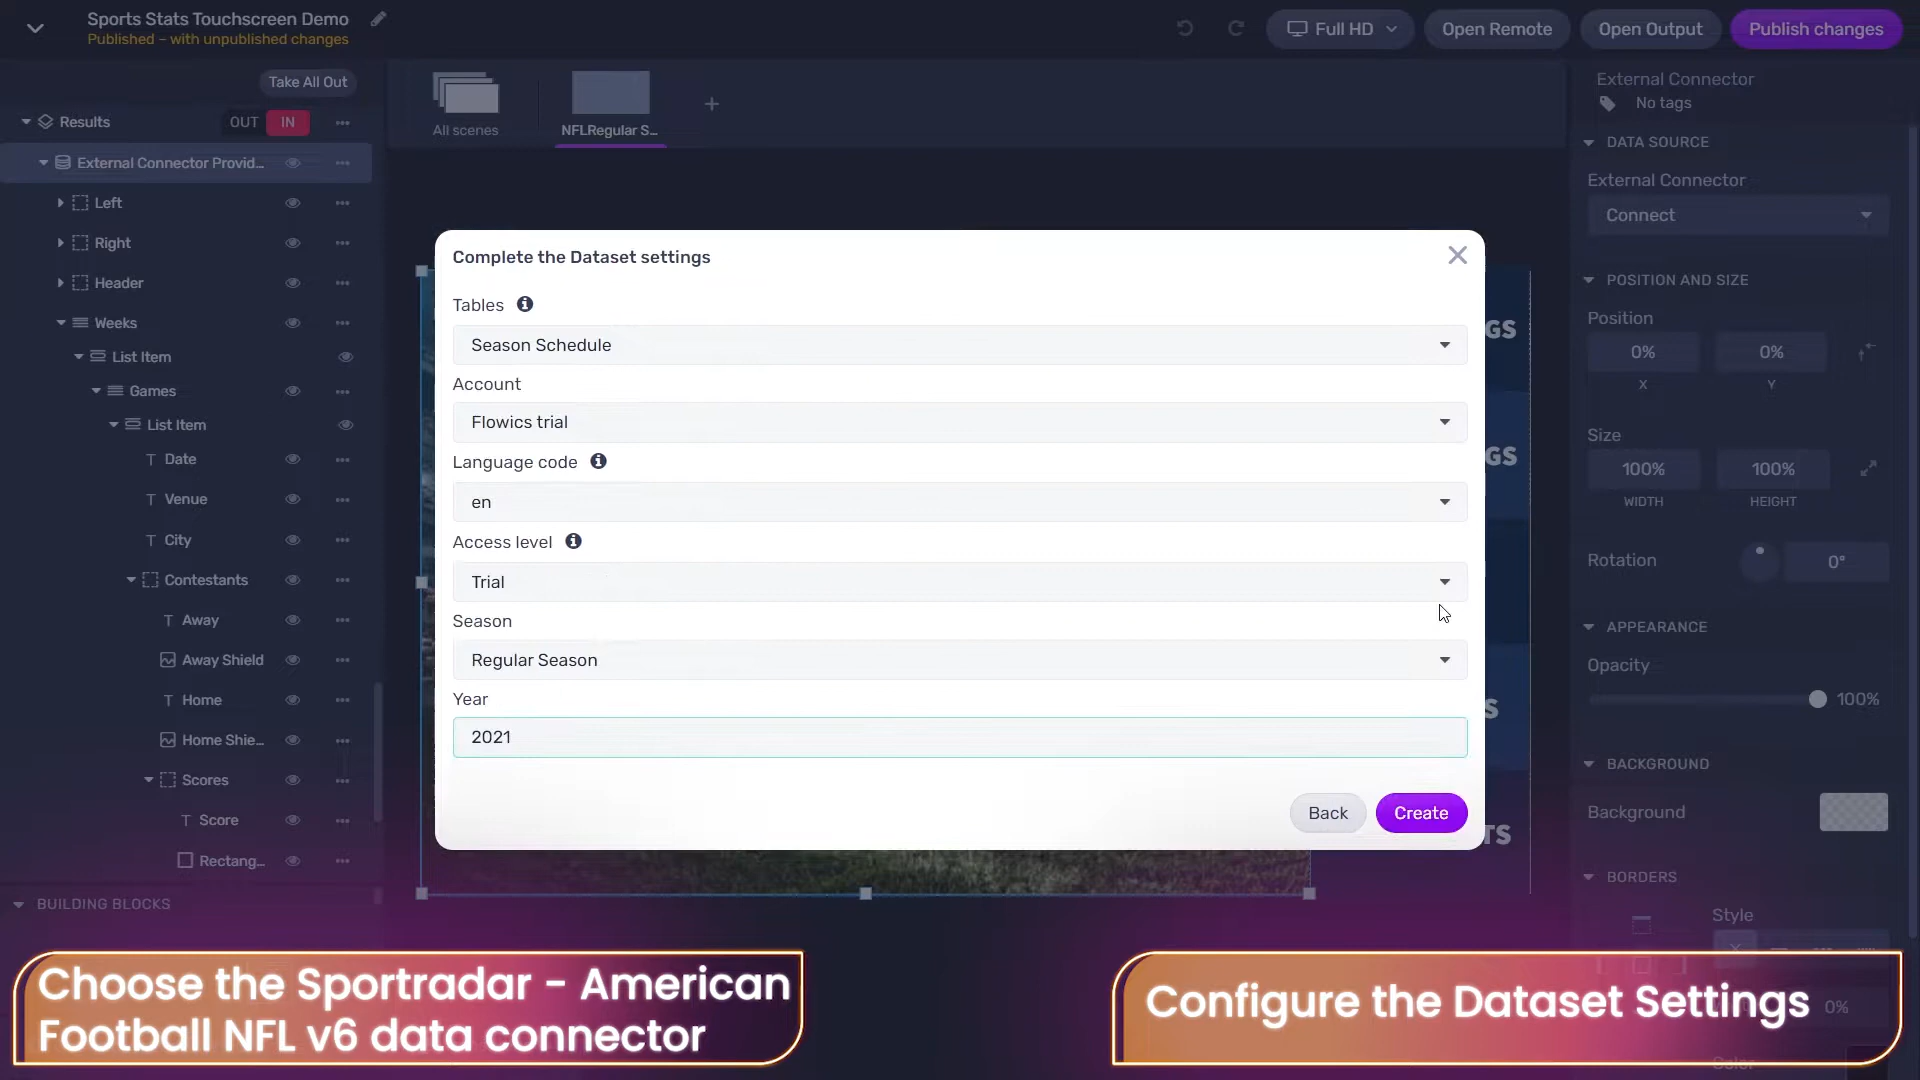 Sports Stats Touchscreen Demo
Published – with unpublished changes
Full HD
Open Remote
Open Output
Publish changes
Take All Out
Results
OUT
IN
External Connector Provid...
Left
Right
Header
Weeks
List Item
Games
List Item
Date
Venue
City
Contestants
Away
Away Shield
Home
Home Shie...
Scores
Score
Rectang...
BUILDING BLOCKS
All scenes
NFLRegular S...
Complete the Dataset settings
Tables
Season Schedule
Account
Flowics trial
Language code
en
Access level
Trial
Season
Regular Season
Year
2021
Back
Create
GS
GS
S
TS
External Connector
No tags
DATA SOURCE
External Connector
Connect
POSITION AND SIZE
Position
0%
0%
X
Y
Size
100%
100%
WIDTH
HEIGHT
Rotation
0°
APPEARANCE
Opacity
100%
BACKGROUND
Background
BORDERS
Style
0%
Color
Choose the Sportradar - American
Football NFL v6 data connector
Configure the Dataset Settings